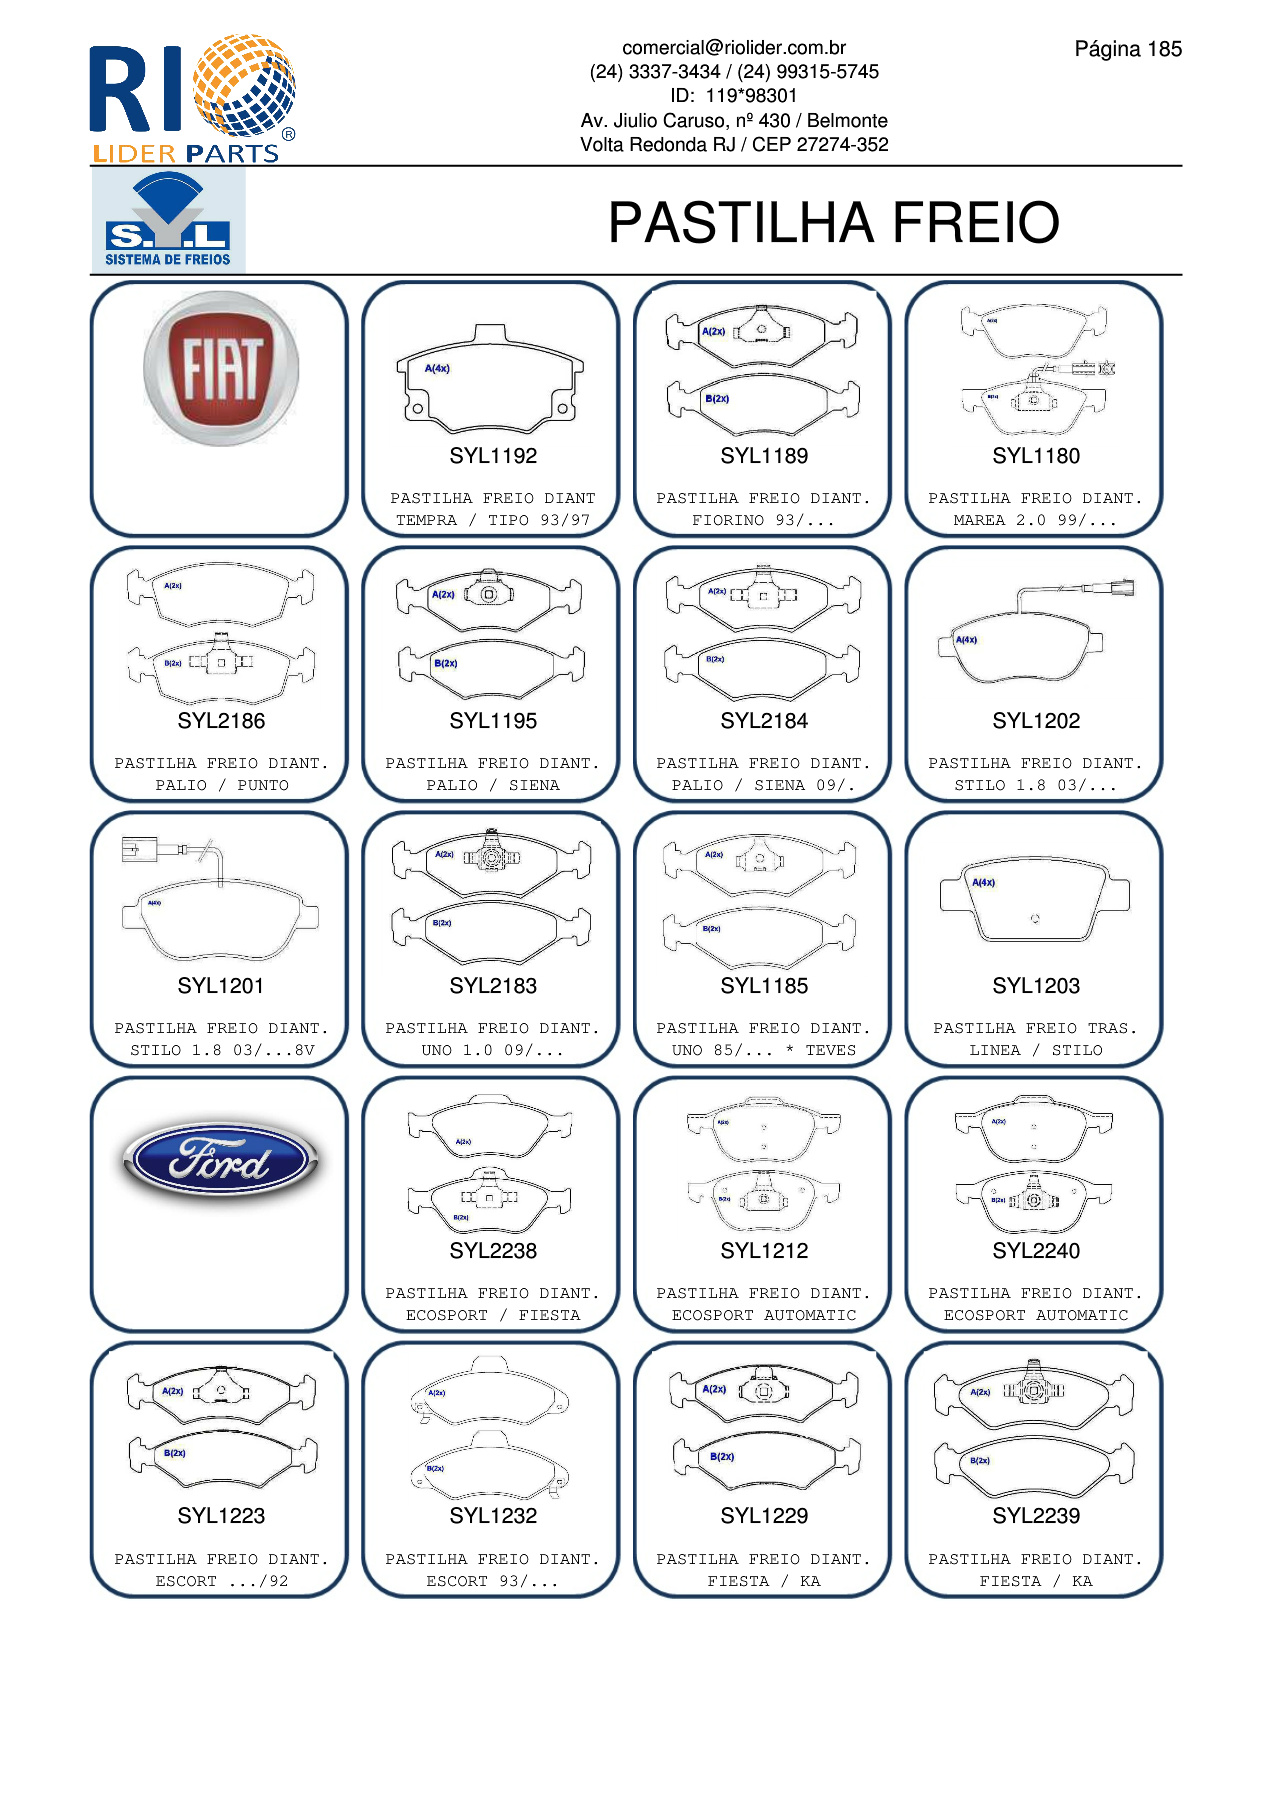 RIO
LIDER PARTS ®
comercial@riolider.com.br
(24) 3337-3434 / (24) 99315-5745
ID: 119*98301
Av. Jiulio Caruso, nº 430 / Belmonte
Volta Redonda RJ / CEP 27274-352
Página 185
S.Y.L
SISTEMA DE FREIOS
PASTILHA FREIO
FIAT
A(4x)
SYL1192
PASTILHA FREIO DIANT
TEMPRA / TIPO 93/97
A(2x)
B(2x)
SYL1189
PASTILHA FREIO DIANT.
FIORINO 93/...
A(2x)
B(2x)
SYL1180
PASTILHA FREIO DIANT.
MAREA 2.0 99/...
A(2x)
B(2x)
SYL2186
PASTILHA FREIO DIANT.
PALIO / PUNTO
A(2x)
B(2x)
SYL1195
PASTILHA FREIO DIANT.
PALIO / SIENA
A(2x)
B(2x)
SYL2184
PASTILHA FREIO DIANT.
PALIO / SIENA 09/.
A(4x)
SYL1202
PASTILHA FREIO DIANT.
STILO 1.8 03/...
A(4x)
SYL1201
PASTILHA FREIO DIANT.
STILO 1.8 03/...8V
A(2x)
B(2x)
SYL2183
PASTILHA FREIO DIANT.
UNO 1.0 09/...
A(2x)
B(2x)
SYL1185
PASTILHA FREIO DIANT.
UNO 85/... * TEVES
A(4x)
SYL1203
PASTILHA FREIO TRAS.
LINEA / STILO
Ford
A(2x)
B(2x)
SYL2238
PASTILHA FREIO DIANT.
ECOSPORT / FIESTA
A(2x)
B(2x)
SYL1212
PASTILHA FREIO DIANT.
ECOSPORT AUTOMATIC
A(2x)
B(2x)
SYL2240
PASTILHA FREIO DIANT.
ECOSPORT AUTOMATIC
A(2x)
B(2x)
SYL1223
PASTILHA FREIO DIANT.
ESCORT .../92
A(2x)
B(2x)
SYL1232
PASTILHA FREIO DIANT.
ESCORT 93/...
A(2x)
B(2x)
SYL1229
PASTILHA FREIO DIANT.
FIESTA / KA
A(2x)
B(2x)
SYL2239
PASTILHA FREIO DIANT.
FIESTA / KA